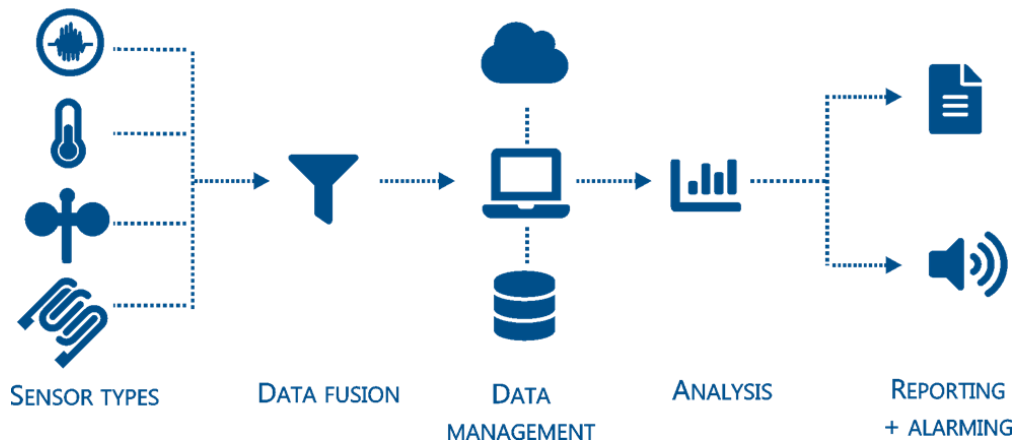 SENSOR TYPES
DATA FUSION
DATA
MANAGEMENT
ANALYSIS
REPORTING
+ ALARMING